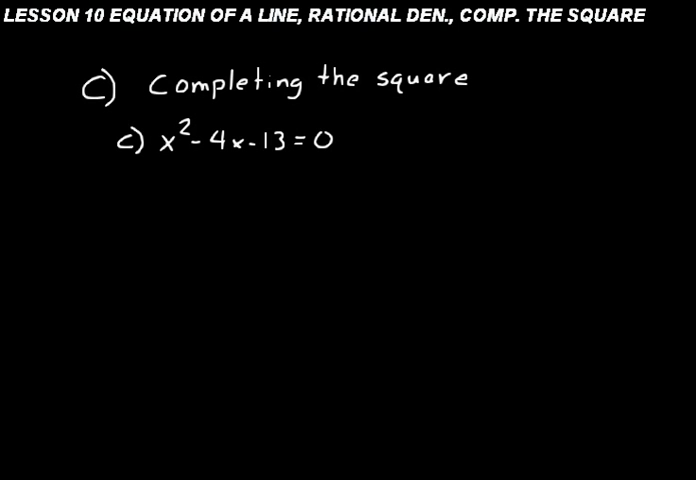 LESSON 10 EQUATION OF A LINE, RATIONAL DEN., COMP. THE SQUARE
C) Completing the square
c) x² - 4x - 13 = 0